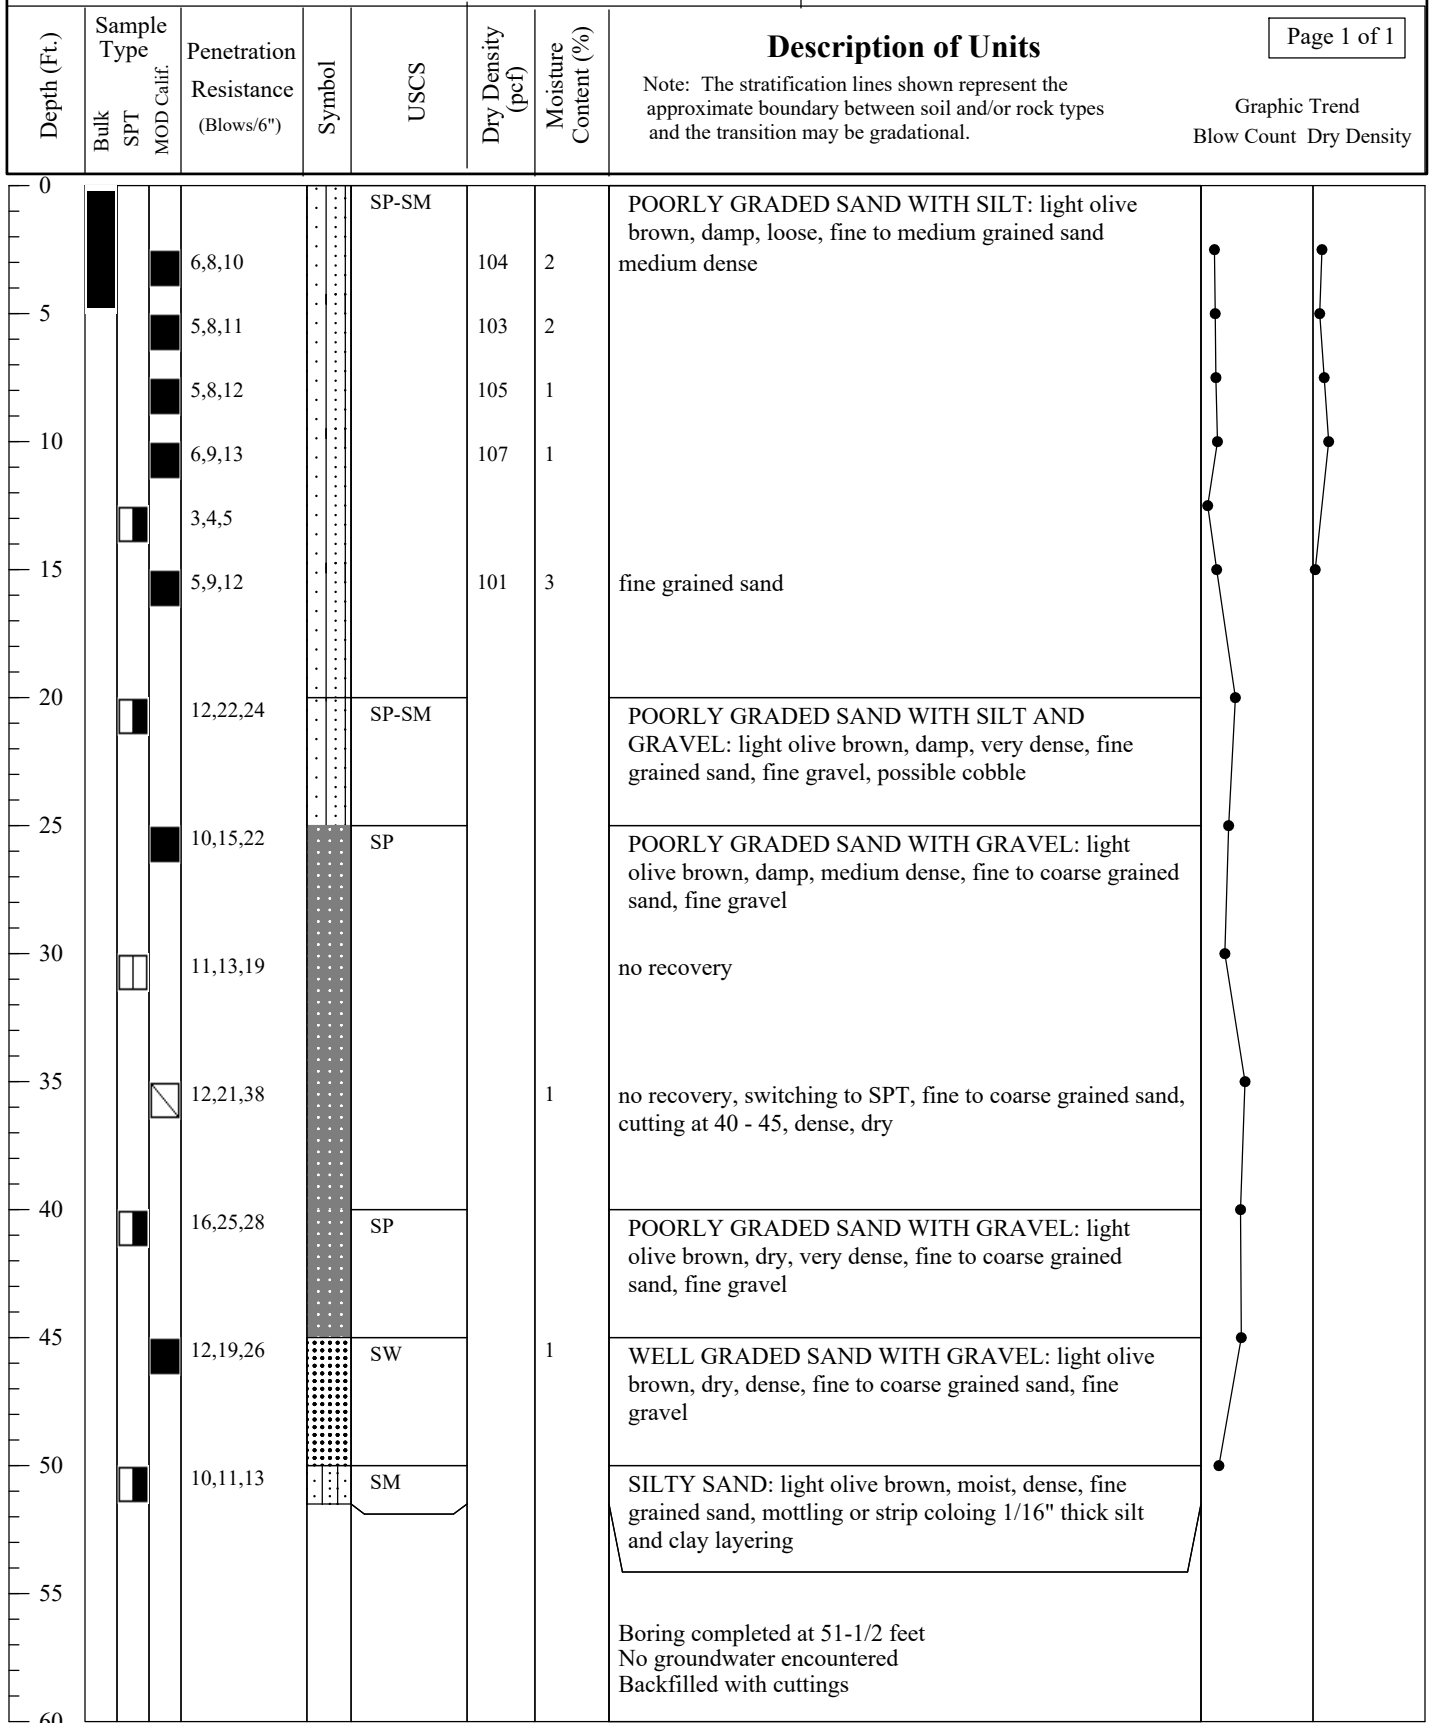 Depth (Ft.)
Sample
Type
Bulk
SPT
MOD Calif.
Penetration
Resistance
(Blows/6")
Symbol
USCS
Dry Density
(pcf)
Moisture
Content (%)
Description of Units
Note: The stratification lines shown represent the
approximate boundary between soil and/or rock types
and the transition may be gradational.
Page 1 of 1
Graphic Trend
Blow Count Dry Density
0
SP-SM
POORLY GRADED SAND WITH SILT: light olive
brown, damp, loose, fine to medium grained sand
6,8,10 104 2 medium dense
5
5,8,11 103 2
5,8,12 105 1
10
6,9,13 107 1
3,4,5
15
5,9,12 101 3 fine grained sand
20
12,22,24 SP-SM POORLY GRADED SAND WITH SILT AND
GRAVEL: light olive brown, damp, very dense, fine
grained sand, fine gravel, possible cobble
25
10,15,22 SP POORLY GRADED SAND WITH GRAVEL: light
olive brown, damp, medium dense, fine to coarse grained
sand, fine gravel
30
11,13,19 no recovery
35
12,21,38 1 no recovery, switching to SPT, fine to coarse grained sand,
cutting at 40 - 45, dense, dry
40
16,25,28 SP POORLY GRADED SAND WITH GRAVEL: light
olive brown, dry, very dense, fine to coarse grained
sand, fine gravel
45
12,19,26 SW 1 WELL GRADED SAND WITH GRAVEL: light olive
brown, dry, dense, fine to coarse grained sand, fine
gravel
50
10,11,13 SM SILTY SAND: light olive brown, moist, dense, fine
grained sand, mottling or strip coloing 1/16" thick silt
and clay layering
55
Boring completed at 51-1/2 feet
No groundwater encountered
Backfilled with cuttings
60